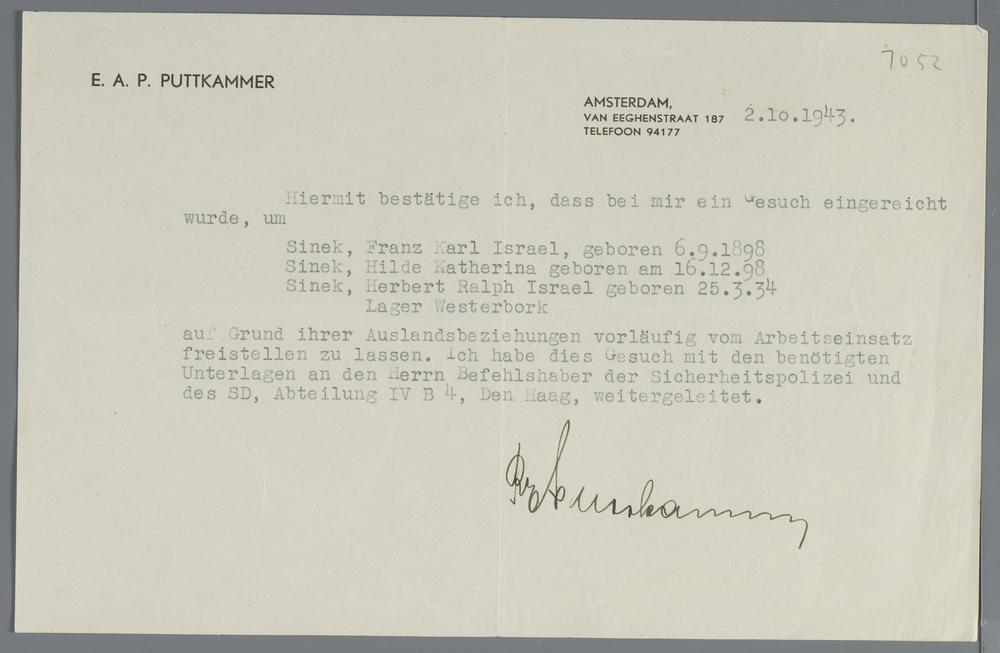 7052
E. A. P. PUTTKAMMER
AMSTERDAM,
VAN EEGHENSTRAAT 187 2.10.1943.
TELEFOON 94177
Hiermit bestätige ich, dass bei mir ein Gesuch eingereicht
wurde, um
Sinek, Franz Karl Israel, geboren 6.9.1898
Sinek, Hilde Katherina geboren am 16.12.98
Sinek, Herbert Ralph Israel geboren 25.3.34
Lager Westerbork
auf Grund ihrer Auslandsbeziehungen vorläufig vom Arbeitseinsatz
freistellen zu lassen. Ich habe dies Gesuch mit den benötigten
Unterlagen an den Herrn Befehlshaber der Sicherheitspolizei und
des SD, Abteilung IV B 4, Den Haag, weitergeleitet.